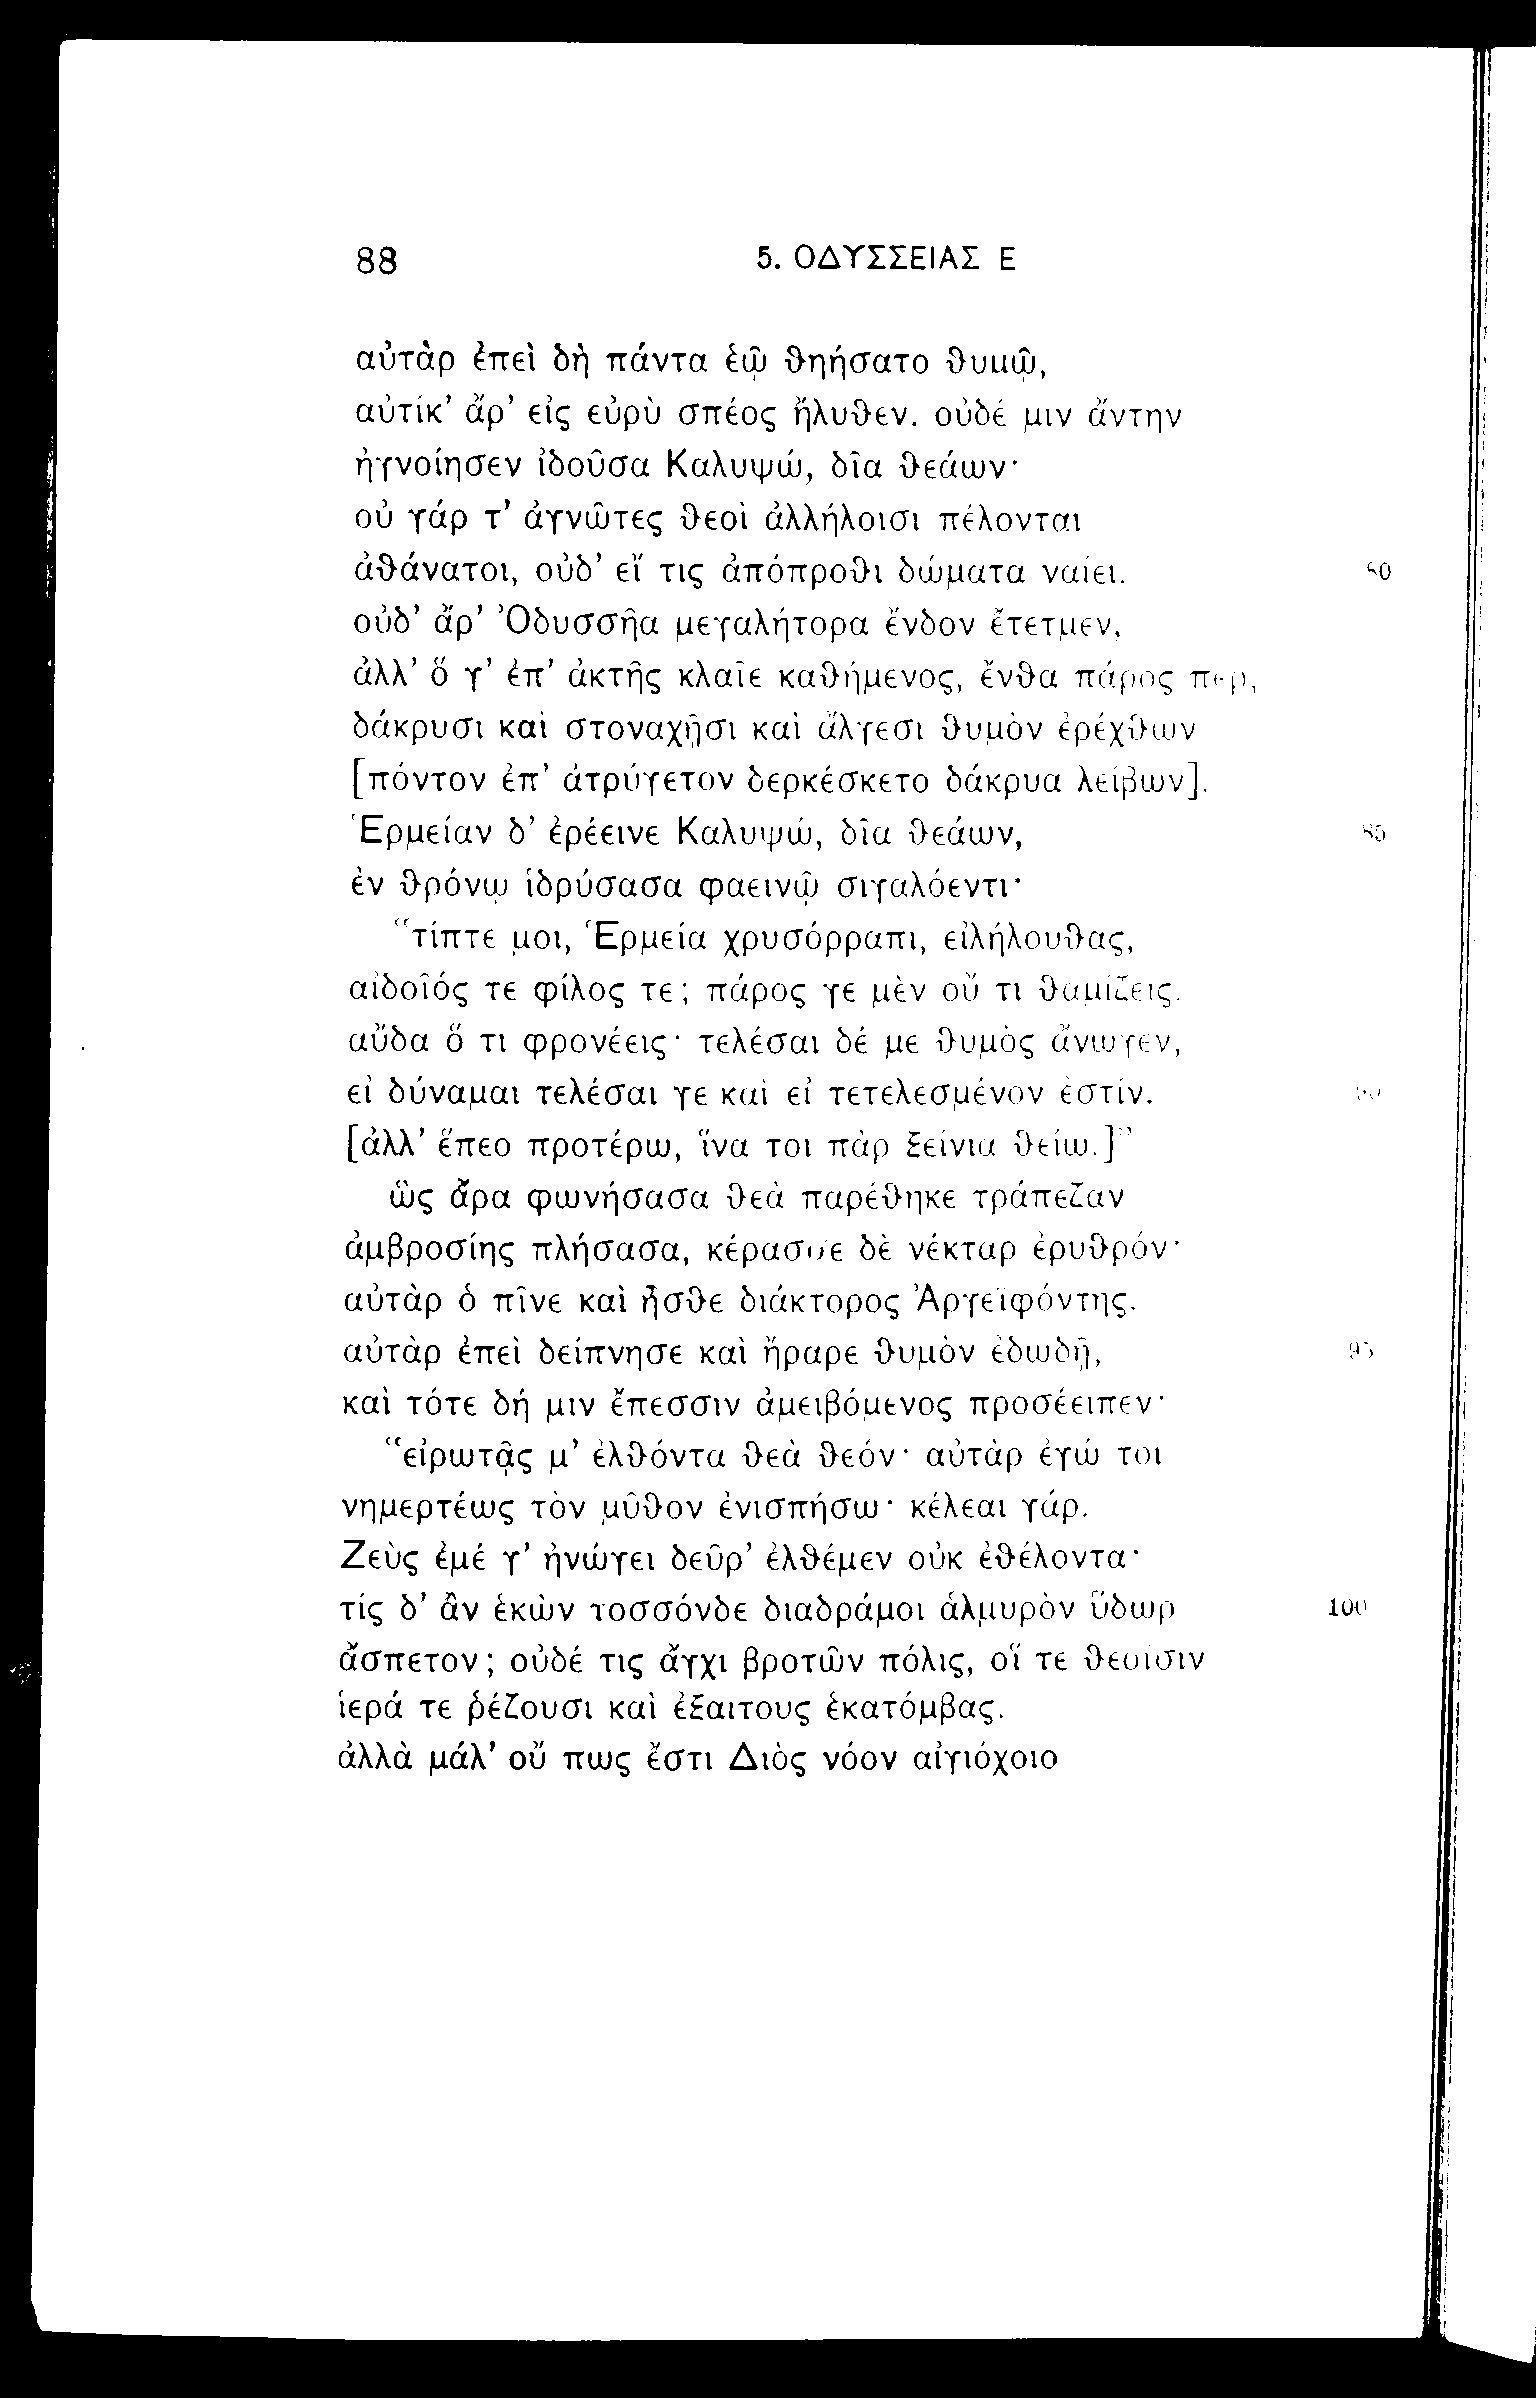 88 5. ΟΔΥΣΣΕΙΑΣ Ε
αὐτὰρ ἐπεὶ δὴ πάντα ἑῷ θηήσατο θυμῷ,
αὐτίκ’ ἄρ’ εἰς εὐρὺ σπέος ἤλυθεν. οὐδέ μιν ἄντην
ἠγνοίησεν ἰδοῦσα Καλυψώ, δῖα θεάων·
οὐ γάρ τ’ ἀγνῶτες θεοὶ ἀλλήλοισι πέλονται
ἀθάνατοι, οὐδ’ εἴ τις ἀπόπροθι δώματα ναίει. 80
οὐδ’ ἄρ’ Ὀδυσσῆα μεγαλήτορα ἔνδον ἔτετμεν,
ἀλλ’ ὅ γ’ ἐπ’ ἀκτῆς κλαῖε καθήμενος, ἔνθα πάρος περ,
δάκρυσι καὶ στοναχῇσι καὶ ἄλγεσι θυμὸν ἐρέχθων
[πόντον ἐπ’ ἀτρύγετον δερκέσκετο δάκρυα λείβων].
Ἑρμείαν δ’ ἐρέεινε Καλυψώ, δῖα θεάων, 85
ἐν θρόνῳ ἱδρύσασα φαεινῷ σιγαλόεντι·
“τίπτε μοι, Ἑρμεία χρυσόρραπι, εἰλήλουθας,
αἰδοῖός τε φίλος τε; πάρος γε μὲν οὔ τι θαμίζεις.
αὔδα ὅ τι φρονέεις· τελέσαι δέ με θυμὸς ἄνωγεν,
εἰ δύναμαι τελέσαι γε καὶ εἰ τετελεσμένον ἐστίν. 90
[ἀλλ’ ἕπεο προτέρω, ἵνα τοι πὰρ ξείνια θείω.]”
ὣς ἄρα φωνήσασα θεὰ παρέθηκε τράπεζαν
ἀμβροσίης πλήσασα, κέρασσε δὲ νέκταρ ἐρυθρόν·
αὐτὰρ ὁ πῖνε καὶ ἦσθε διάκτορος Ἀργεϊφόντης.
αὐτὰρ ἐπεὶ δείπνησε καὶ ἤραρε θυμὸν ἐδωδῇ, 95
καὶ τότε δή μιν ἔπεσσιν ἀμειβόμενος προσέειπεν·
“εἰρωτᾷς μ’ ἐλθόντα θεὰ θεόν· αὐτὰρ ἐγώ τοι
νημερτέως τὸν μῦθον ἐνισπήσω· κέλεαι γάρ.
Ζεὺς ἐμέ γ’ ἠνώγει δεῦρ’ ἐλθέμεν οὐκ ἐθέλοντα·
τίς δ’ ἂν ἑκὼν τοσσόνδε διαδράμοι ἁλμυρὸν ὕδωρ 100
ἄσπετον; οὐδέ τις ἄγχι βροτῶν πόλις, οἵ τε θεοῖσιν
ἱερά τε ῥέζουσι καὶ ἐξαιτους ἑκατόμβας.
ἀλλὰ μάλ’ οὔ πως ἔστι Διὸς νόον αἰγιόχοιο